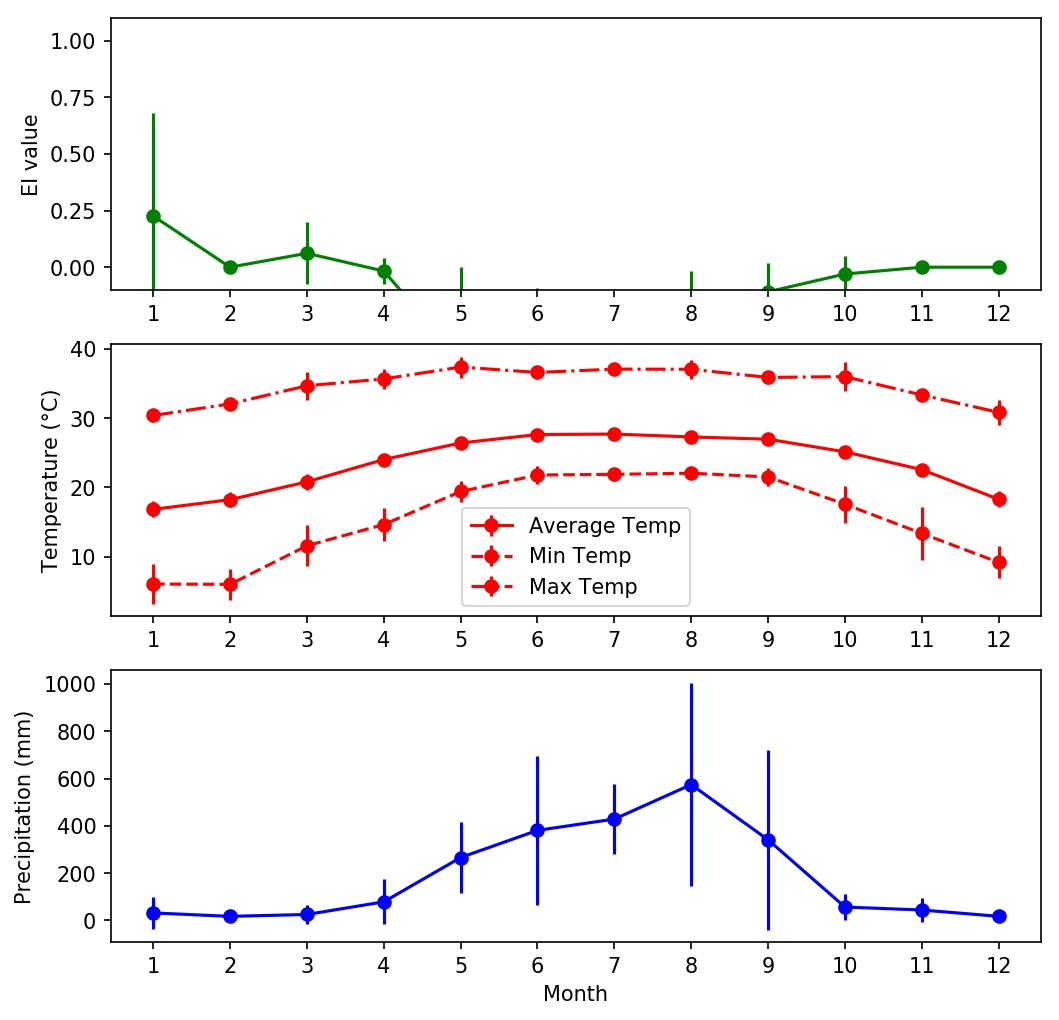 EI value
1.00
0.75
0.50
0.25
0.00
1 2 3 4 5 6 7 8 9 10 11 12
Temperature (°C)
40
30
20
10
Average Temp
Min Temp
Max Temp
1 2 3 4 5 6 7 8 9 10 11 12
Precipitation (mm)
1000
800
600
400
200
0
1 2 3 4 5 6 7 8 9 10 11 12
Month